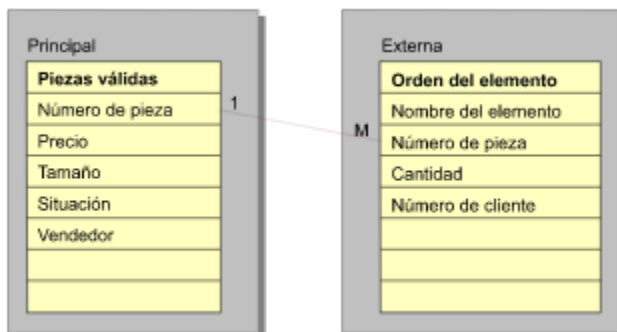 Principal
Piezas válidas
Número de pieza
Precio
Tamaño
Situación
Vendedor
1
M
Externa
Orden del elemento
Nombre del elemento
Número de pieza
Cantidad
Número de cliente